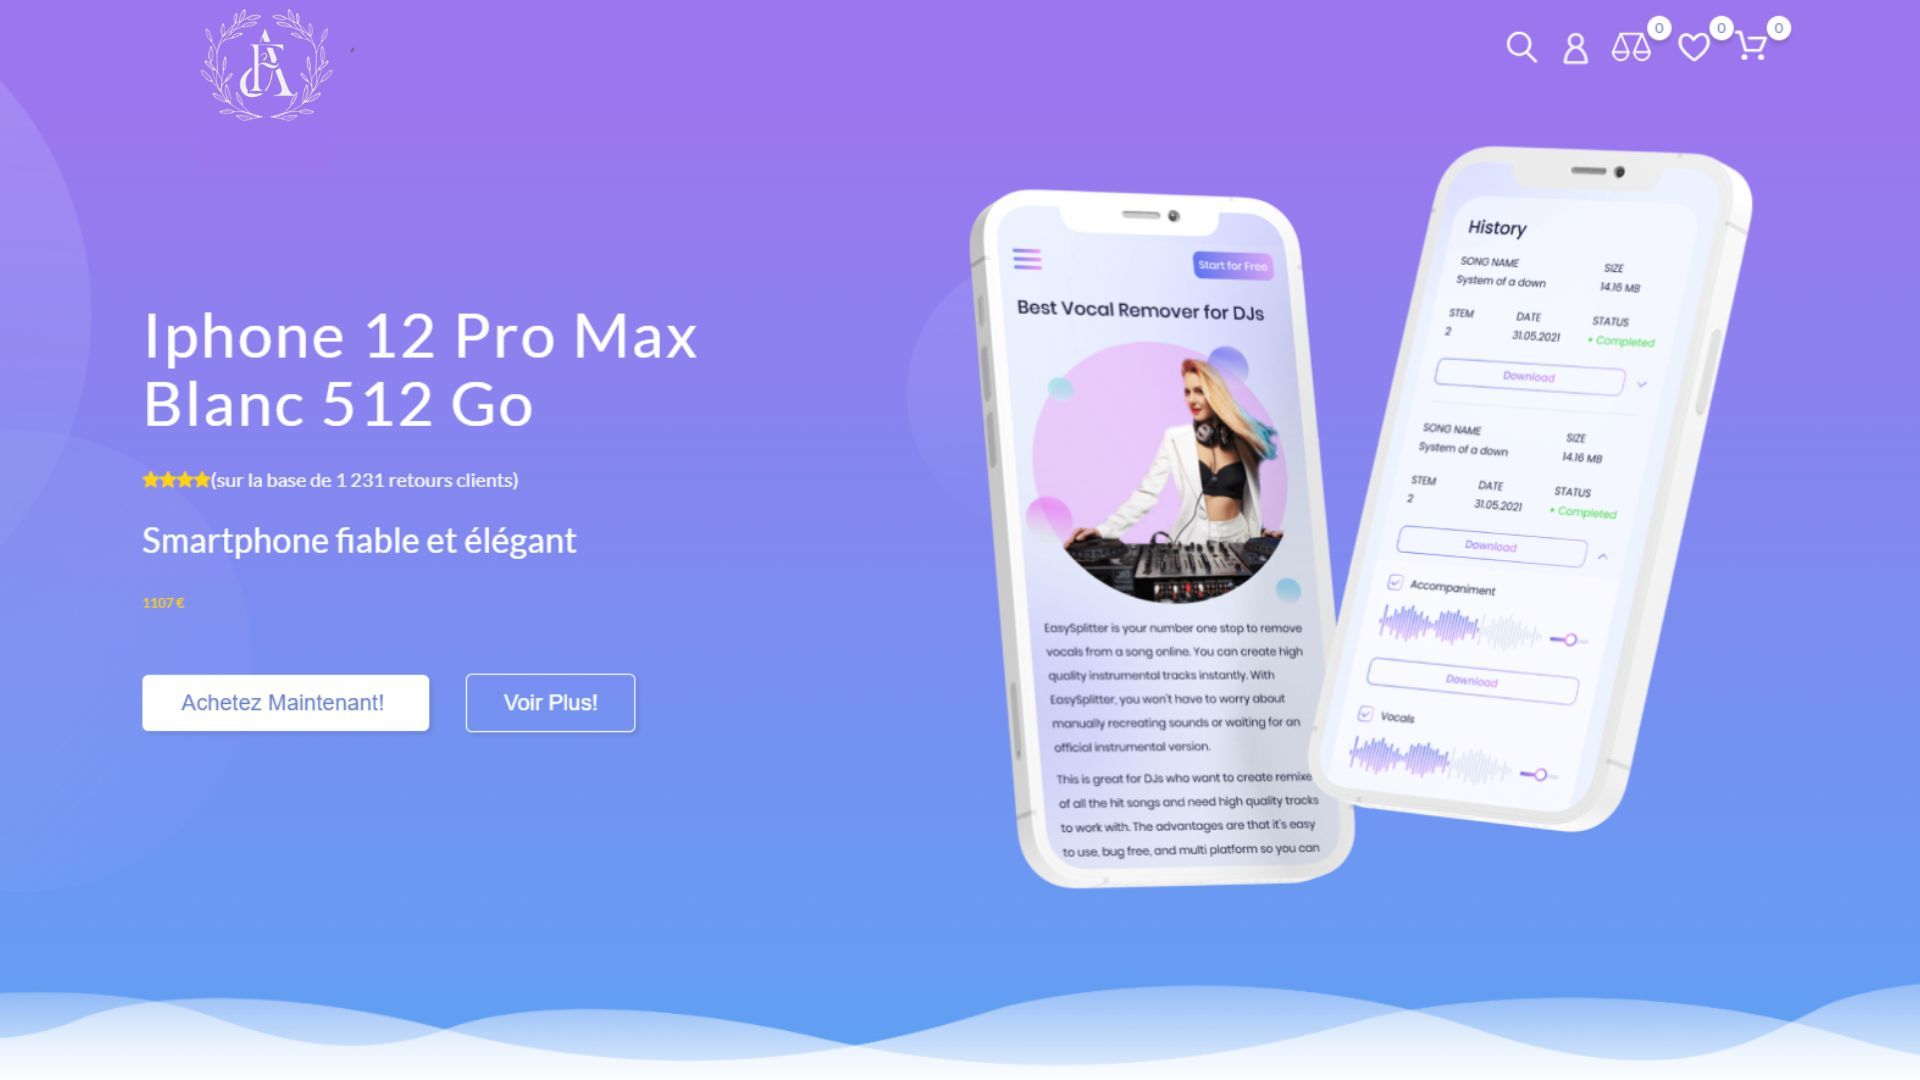 0
0
0
Iphone 12 Pro Max
Blanc 512 Go
(sur la base de 1 231 retours clients)
Smartphone fiable et élégant
1107 €
Achetez Maintenant!
Voir Plus!
Start for Free
Best Vocal Remover for DJs
EasySplitter is your number one stop to remove
vocals from a song online. You can create high
quality instrumental tracks instantly. With
EasySplitter, you won't have to worry about
manually recreating sounds or waiting for an
official instrumental version.
This is great for DJs who want to create remixe
of all the hit songs and need high quality tracks
to work with. The advantages are that it's easy
to use, bug free, and multi platform so you can
History
SONG NAME SIZE
System of a down 14.16 MB
STEM DATE STATUS
2 31.05.2021 • Completed
Download
SONG NAME SIZE
System of a down 14.16 MB
STEM DATE STATUS
2 31.05.2021 • Completed
Download
Accompaniment
Download
Vocals